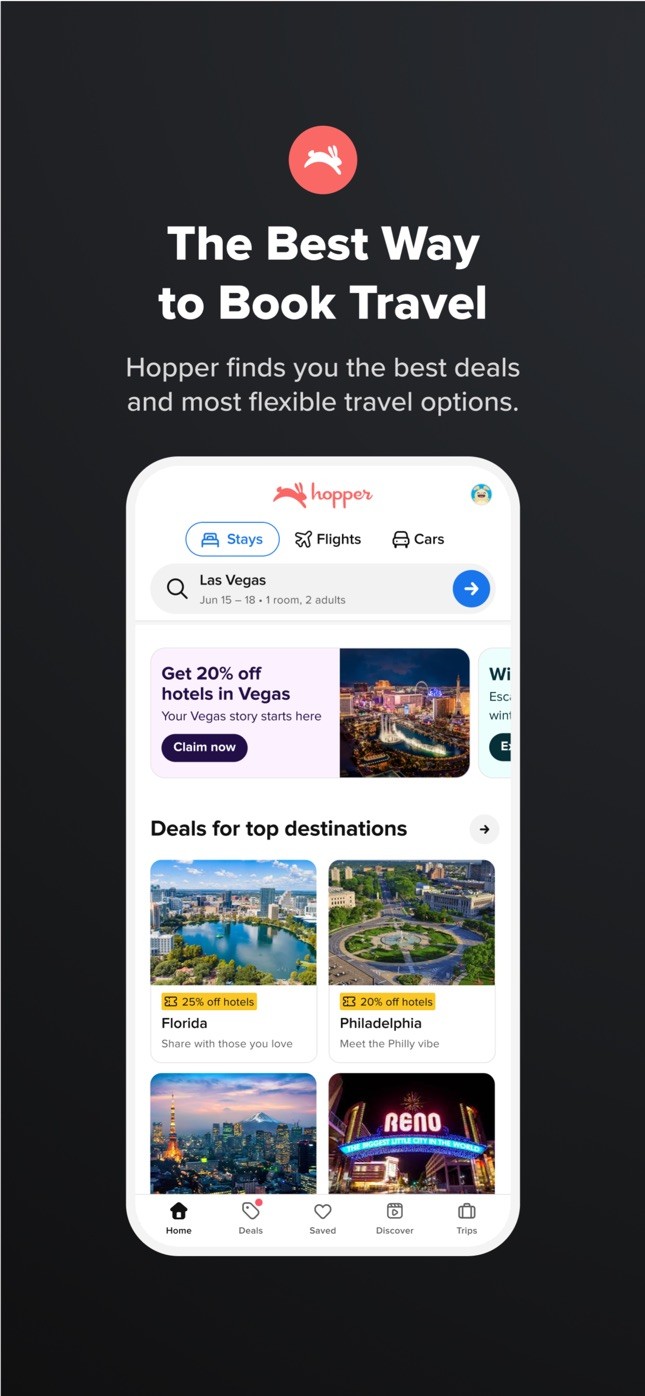 The Best Way
to Book Travel
Hopper finds you the best deals
and most flexible travel options.
hopper
Stays
Flights
Cars
Las Vegas
Jun 15 – 18 • 1 room, 2 adults
Get 20% off
hotels in Vegas
Your Vegas story starts here
Claim now
Wi
Esc
wint
Ex
Deals for top destinations
25% off hotels
Florida
Share with those you love
20% off hotels
Philadelphia
Meet the Philly vibe
RENO
THE BIGGEST LITTLE CITY IN THE WORLD
Home
Deals
Saved
Discover
Trips